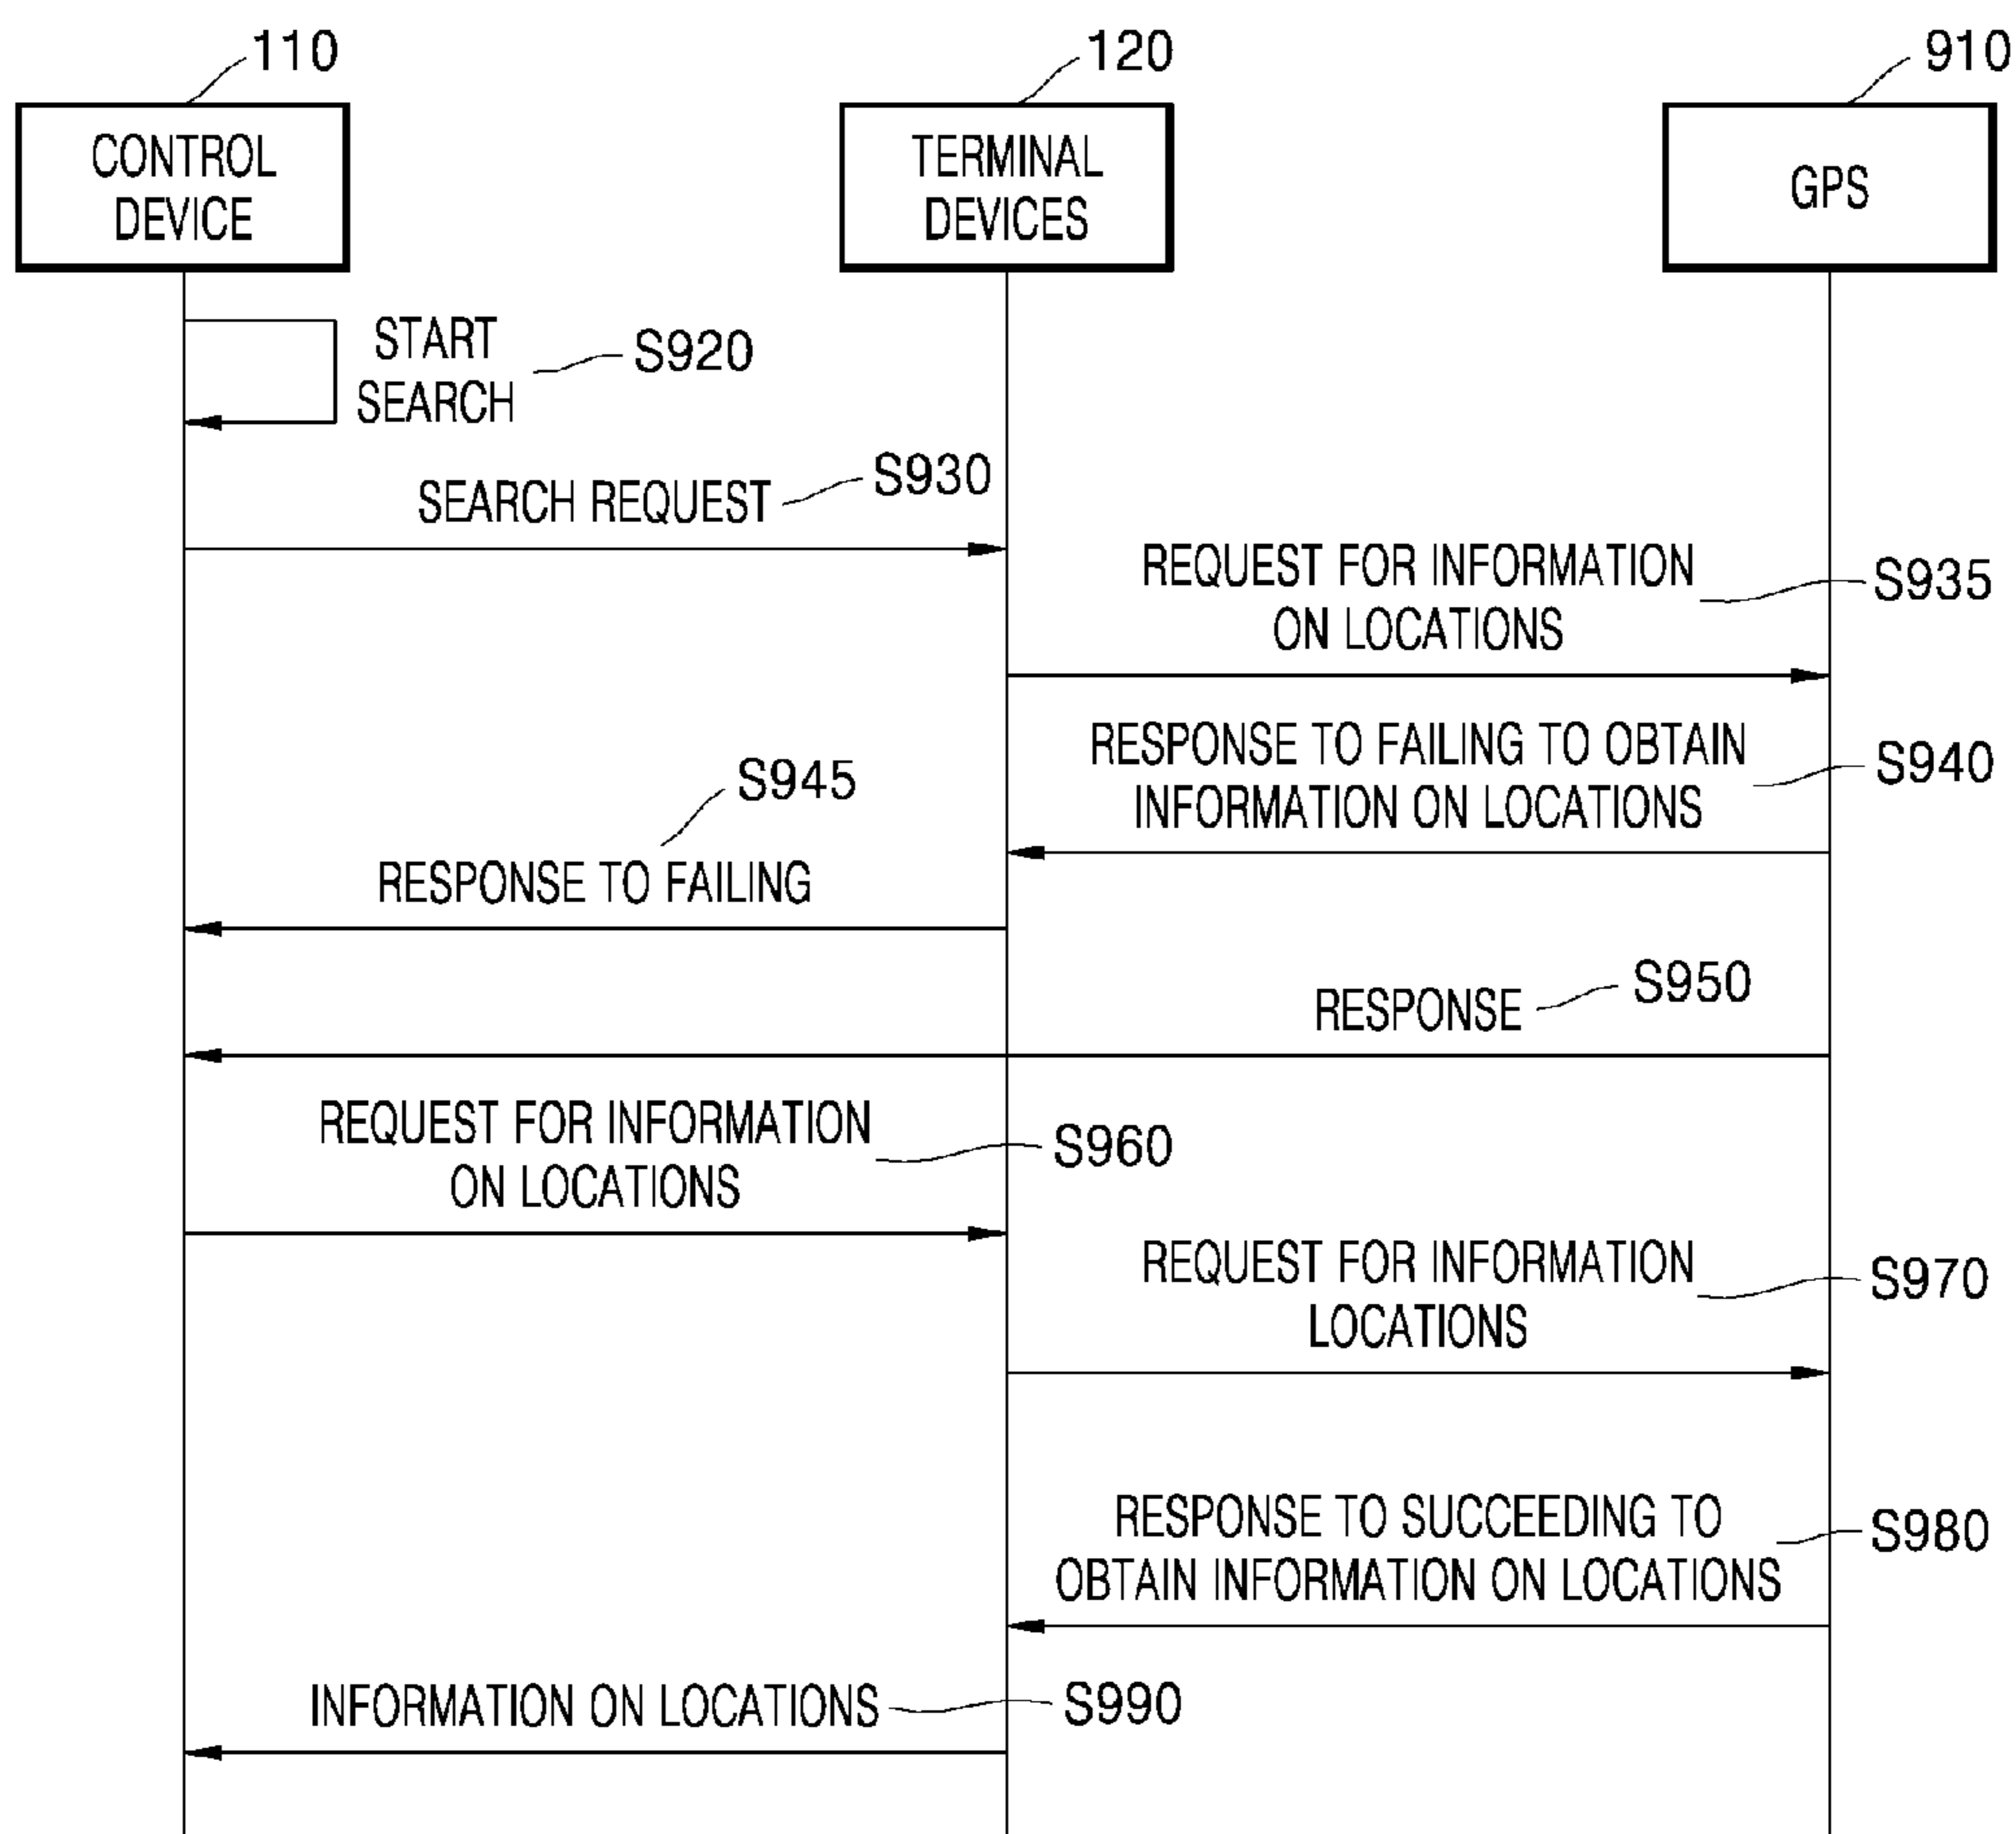 110
120
910
CONTROL
DEVICE
TERMINAL
DEVICES
GPS
START
SEARCH
S920
SEARCH REQUEST
S930
REQUEST FOR INFORMATION
ON LOCATIONS
S935
RESPONSE TO FAILING TO OBTAIN
INFORMATION ON LOCATIONS
S940
S945
RESPONSE TO FAILING
RESPONSE
S950
REQUEST FOR INFORMATION
ON LOCATIONS
S960
REQUEST FOR INFORMATION
LOCATIONS
S970
RESPONSE TO SUCCEEDING TO
OBTAIN INFORMATION ON LOCATIONS
S980
INFORMATION ON LOCATIONS
S990